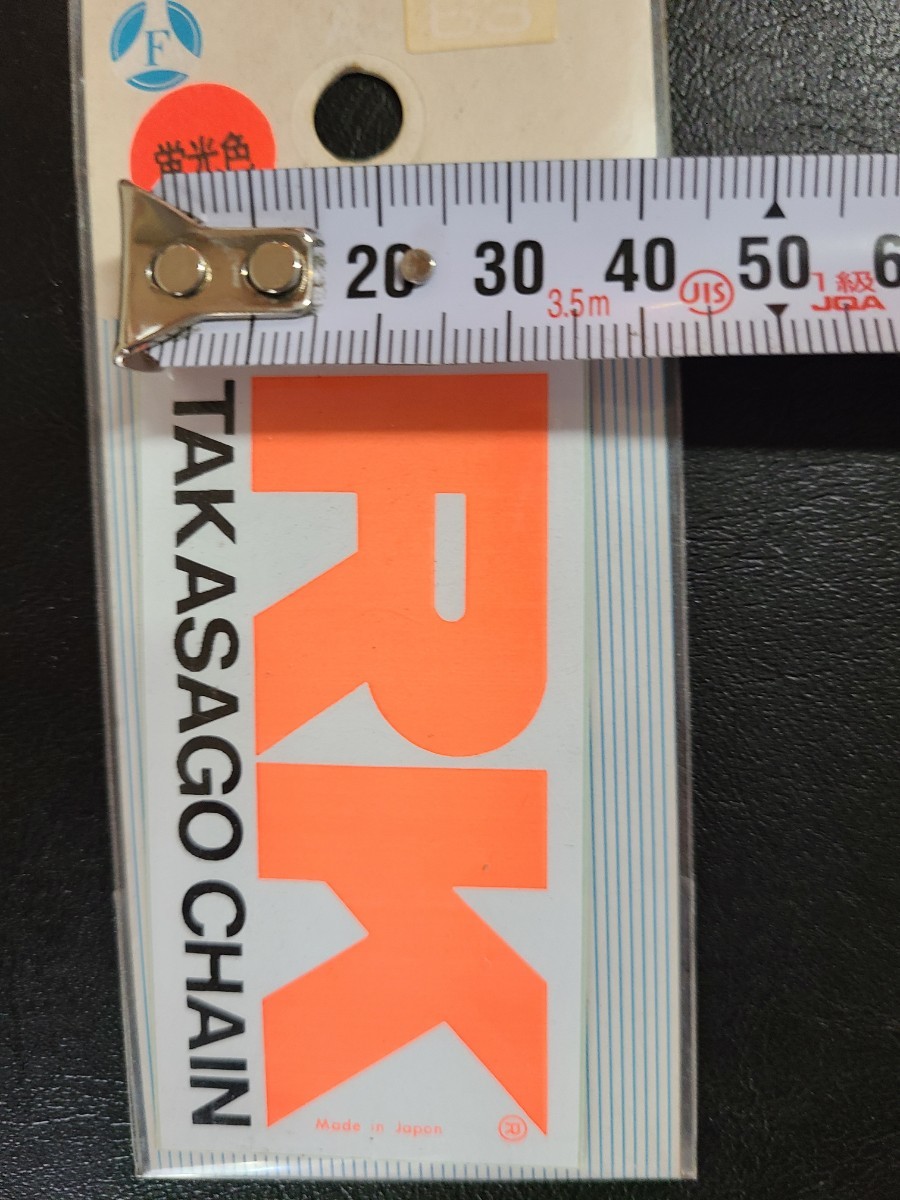 F
蛍光色
20 30 40 50 6
3.5m JIS 1級 JQA
RK
TAKASAGO CHAIN
Made in Japan